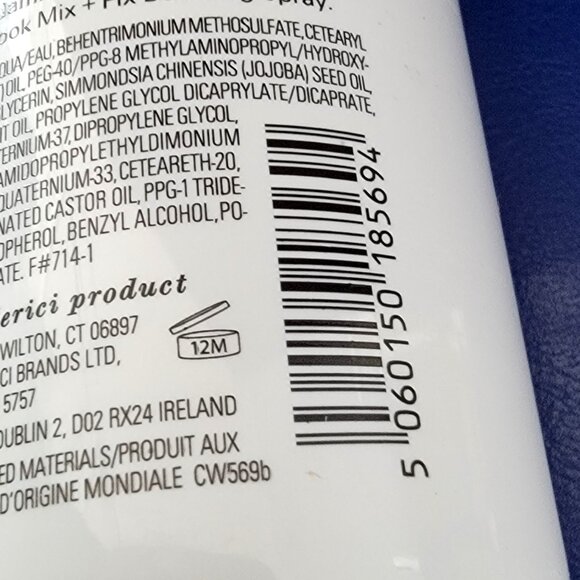 ook Mix + Fix
Spray.
QUA/EAU, BEHENTRIMONIUM METHOSULFATE, CETEARYL
OIL, PEG-40/PPG-8 METHYLAMINOPROPYL/HYDROXY-
LYCERIN, SIMMONDSIA CHINENSIS (JOJOBA) SEED OIL,
T OIL, PROPYLENE GLYCOL DICAPRYLATE/DICAPRATE,
TERNIUM-37, DIPROPYLENE GLYCOL,
AMIDOPROPYLETHYLDIMONIUM
QUATERNIUM-33, CETEARETH-20,
NATED CASTOR OIL, PPG-1 TRIDE-
OPHEROL, BENZYL ALCOHOL, PO-
ATE. F#714-1
erici product
WILTON, CT 06897
CI BRANDS LTD,
5757
DUBLIN 2, D02 RX24 IRELAND
ED MATERIALS/PRODUIT AUX
D'ORIGINE MONDIALE CW569b
12M
5 060150 185694